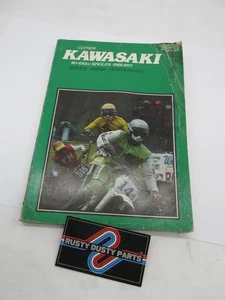 CLYMER
KAWASAKI
80-450cc SINGLES • 1966-1977
RUSTY DUSTY PARTS